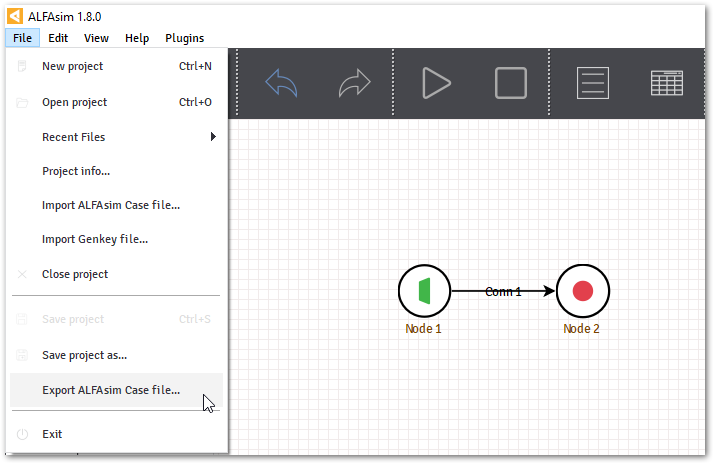 ALFAsim 1.8.0
File Edit View Help Plugins
New project Ctrl+N
Open project Ctrl+O
Recent Files
Project info...
Import ALFAsim Case file...
Import Genkey file...
Close project
Save project Ctrl+S
Save project as...
Export ALFAsim Case file...
Exit
Conn 1
Node 1 Node 2